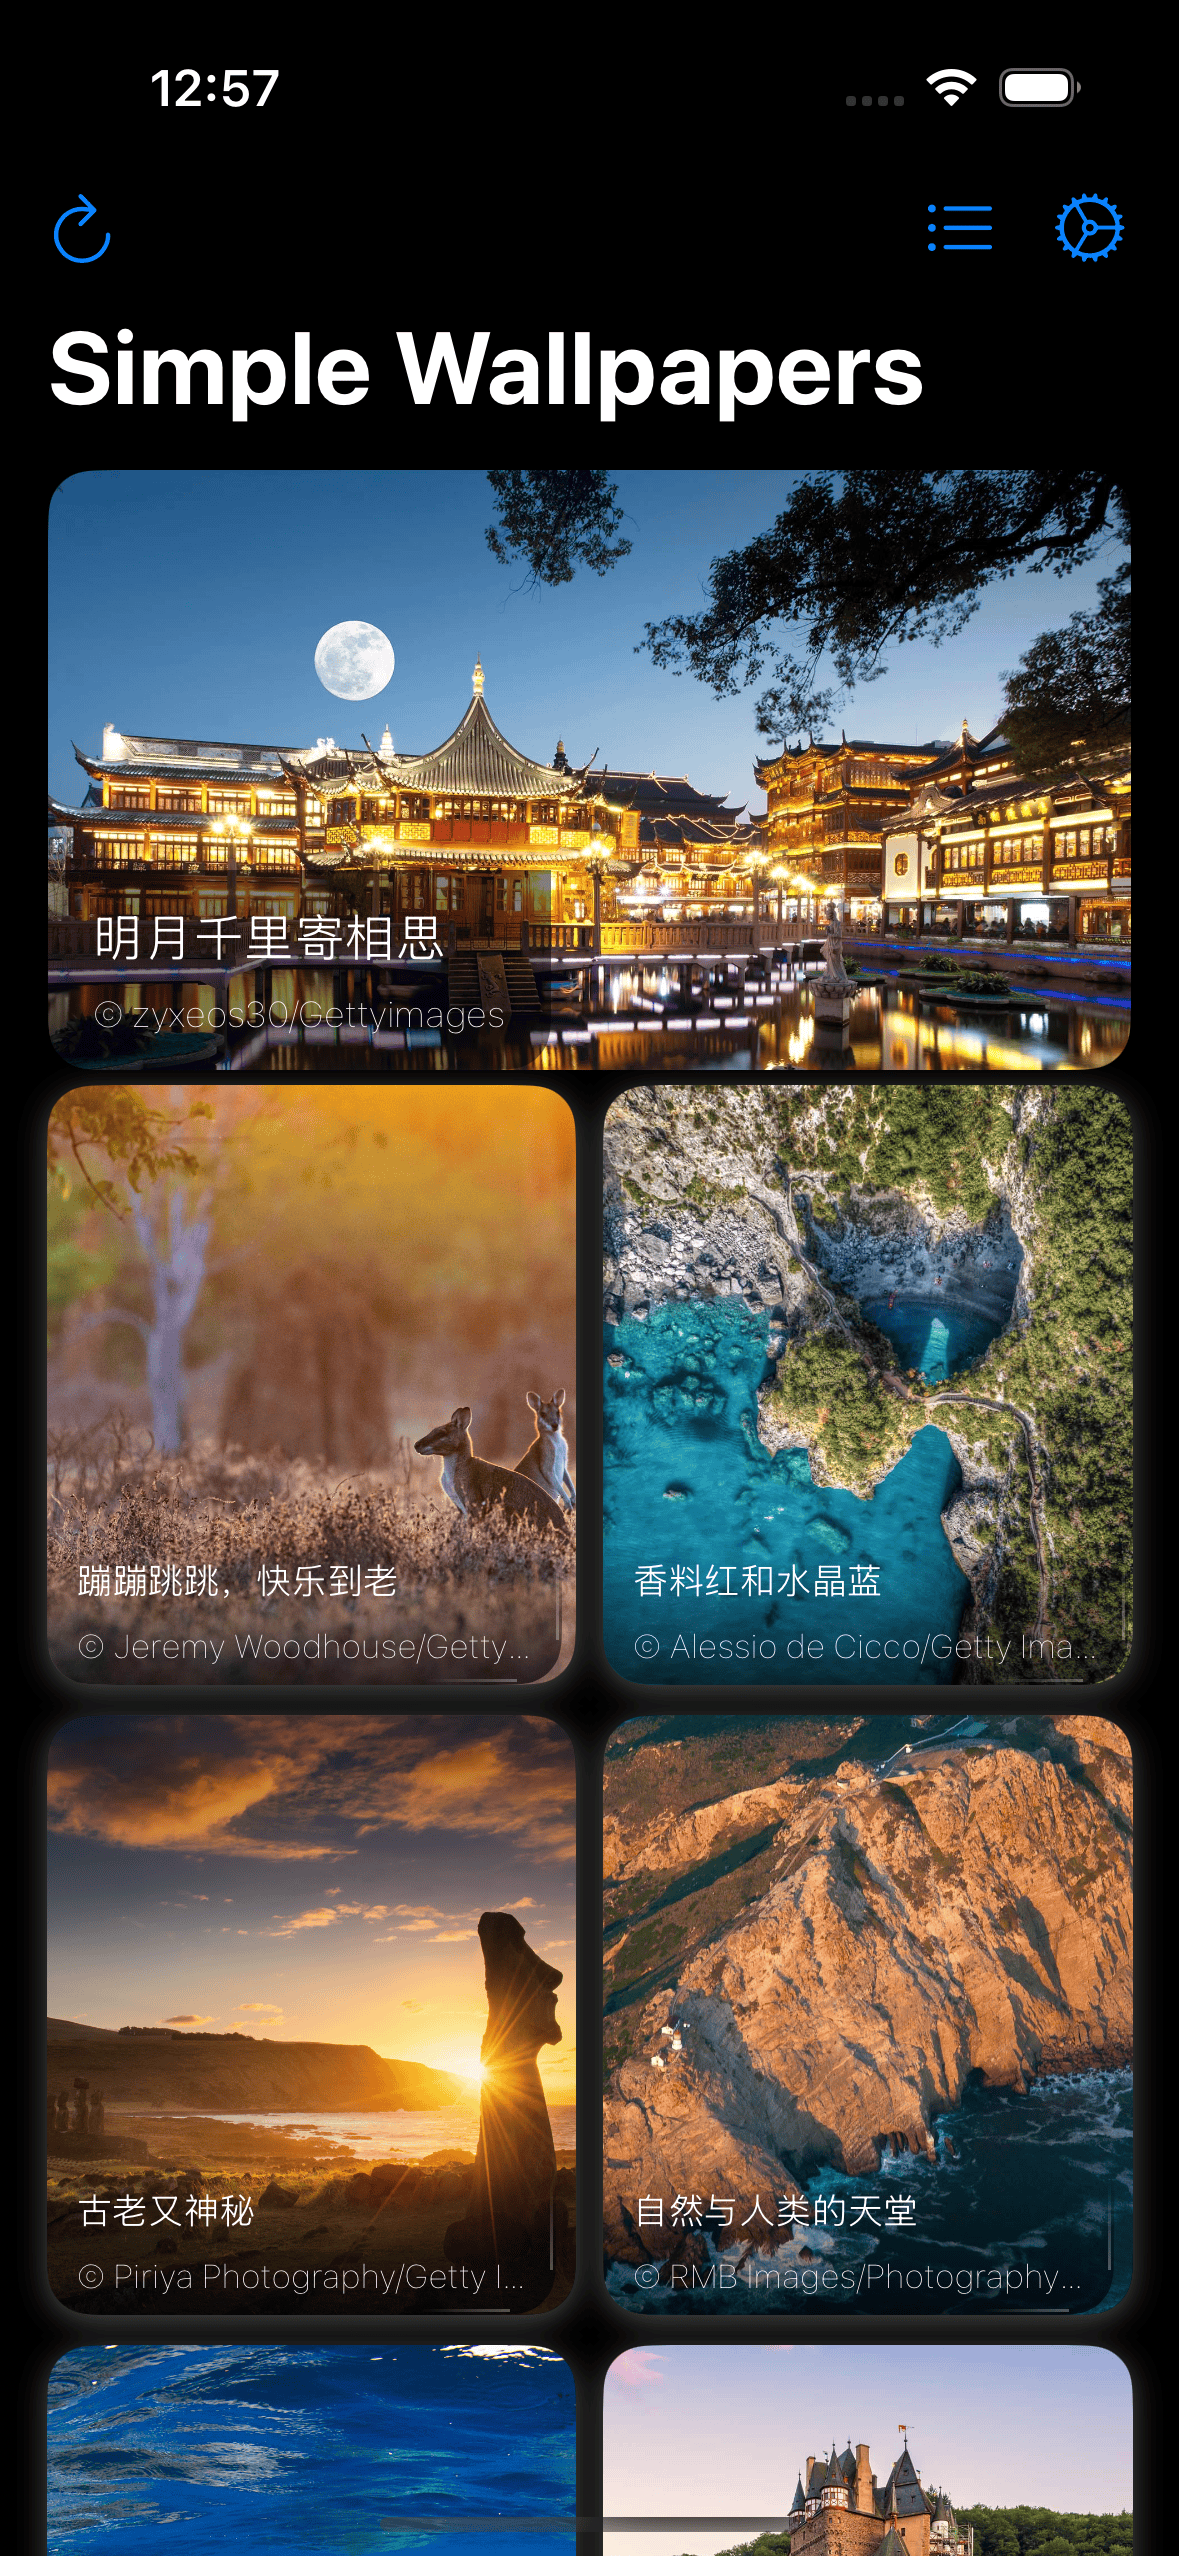 12:57
Simple Wallpapers
明月千里寄相思
© zyxeos30/Gettyimages
蹦蹦跳跳，快乐到老
© Jeremy Woodhouse/Getty...
香料红和水晶蓝
© Alessio de Cicco/Getty Ima...
古老又神秘
© Piriya Photography/Getty I...
自然与人类的天堂
© RMB Images/Photography...